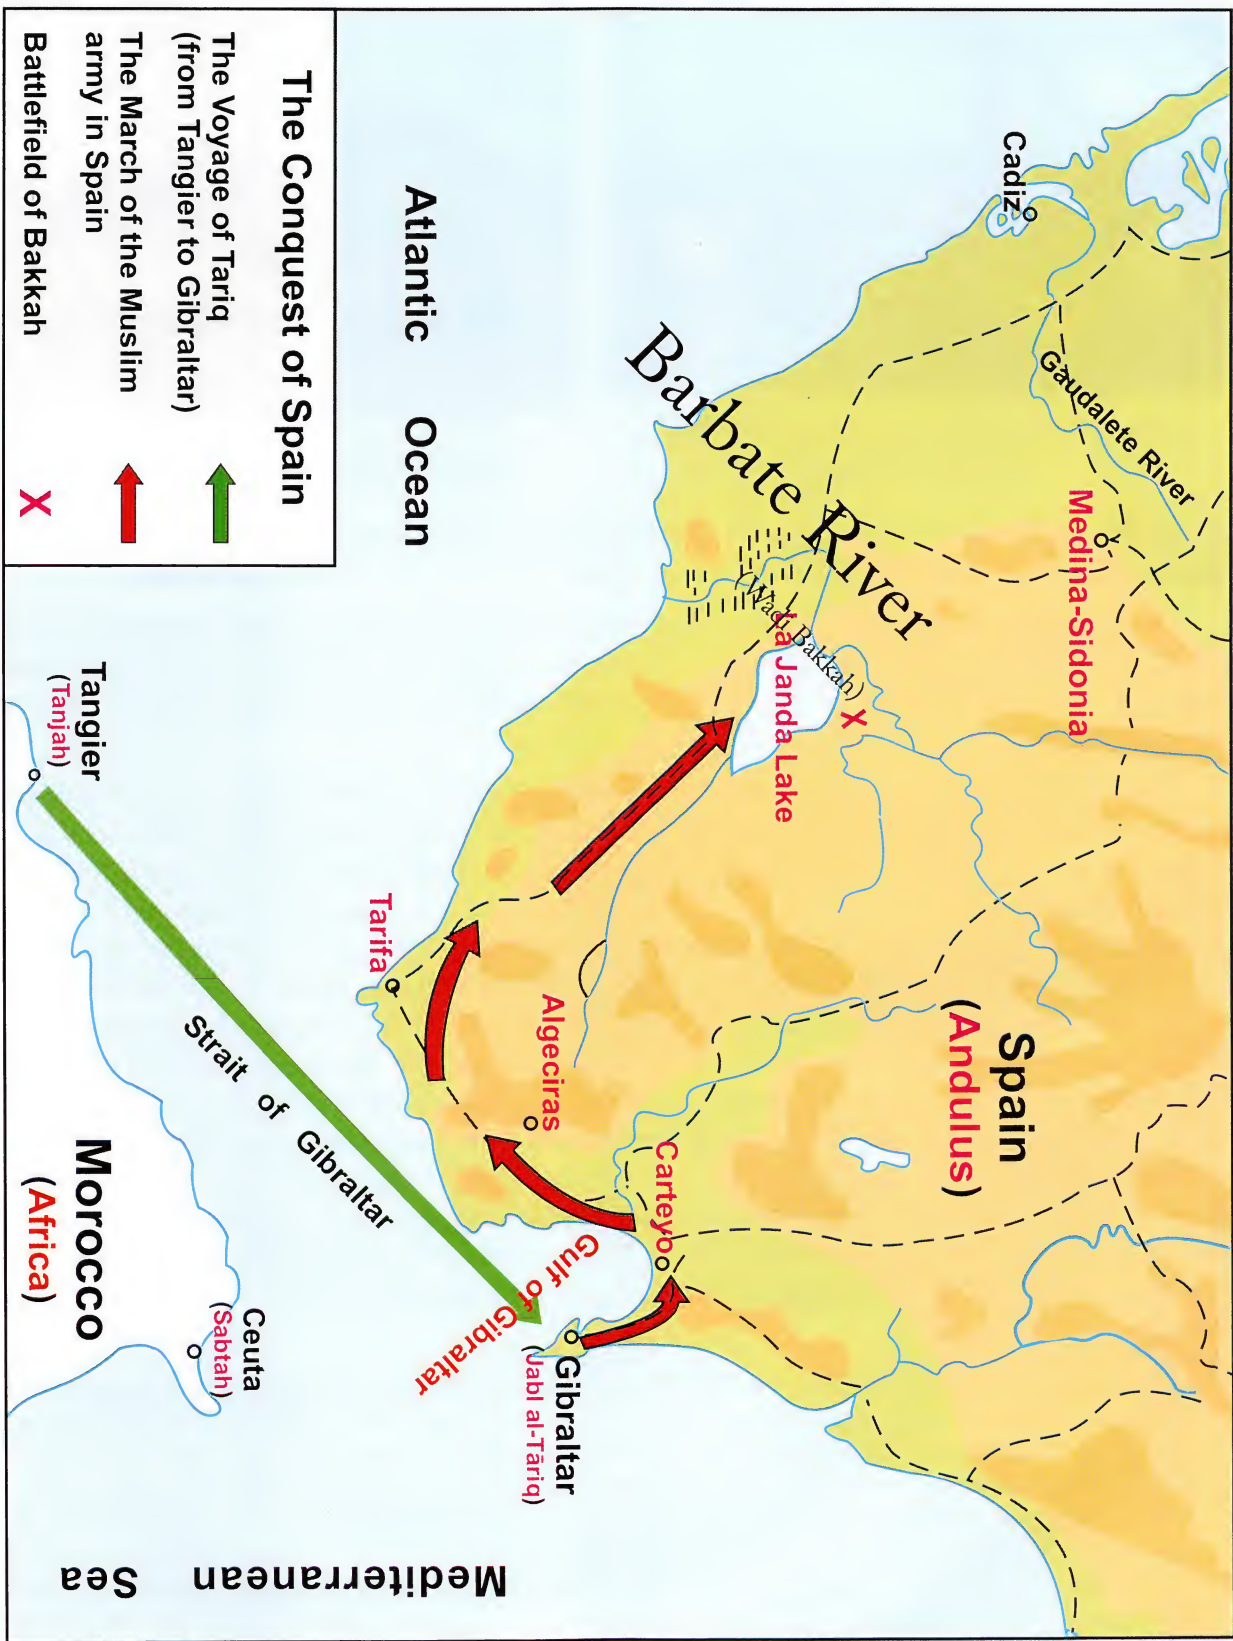 Cadiz
Gaudalete River
Medina-Sidonia
Barbate River
(Wadi Bakkah)
La Janda Lake
X
Spain
(Andulus)
Atlantic Ocean
Tarifa
Algeciras
Carteyo
Gulf of Gibraltar
Gibraltar
(Jabl al-Tāriq)
Strait of Gibraltar
Tangier
(Tanjah)
Ceuta
(Sabtah)
Morocco
(Africa)
Mediterranean
Sea
The Conquest of Spain
The Voyage of Tariq
(from Tangier to Gibraltar)
The March of the Muslim
army in Spain
Battlefield of Bakkah X